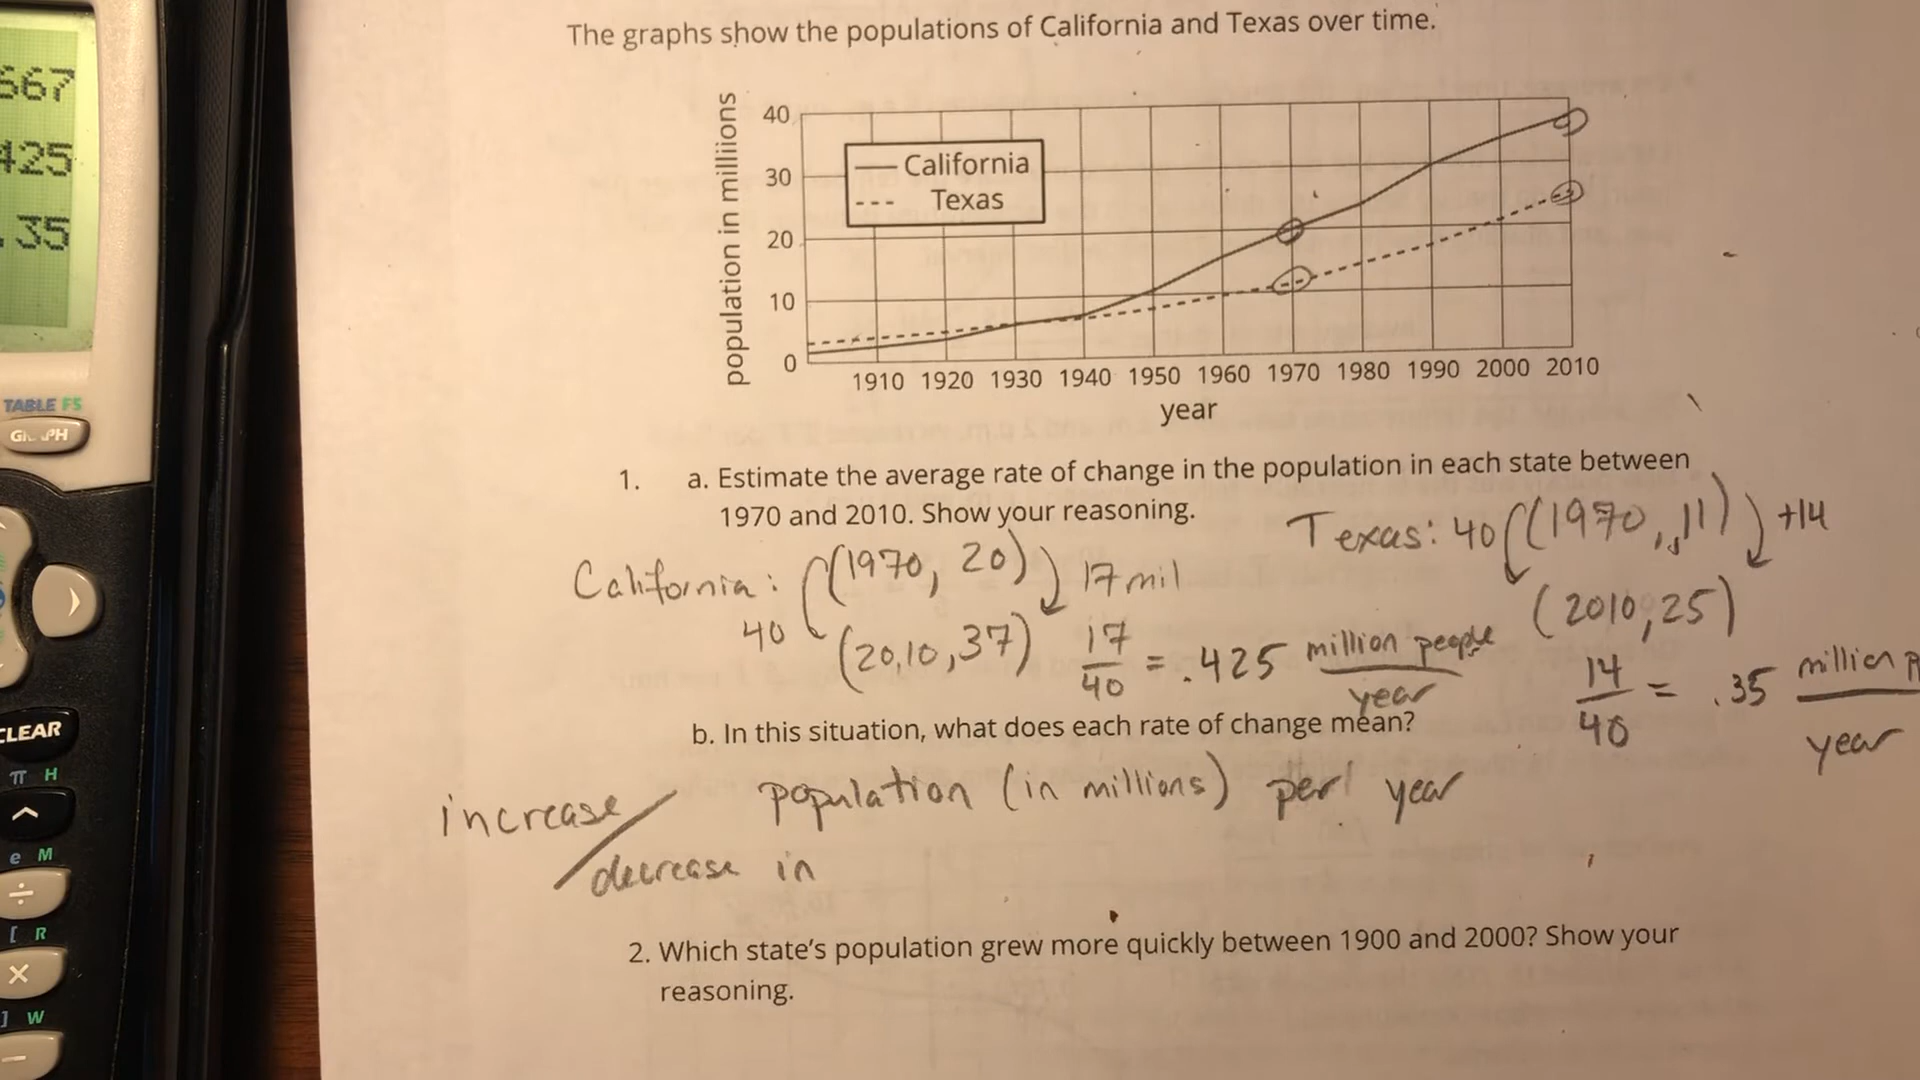 The graphs show the populations of California and Texas over time.
population in milliions
40
30
20
10
0
California
Texas
1910 1920 1930 1940 1950 1960 1970 1980 1990 2000 2010
year
1. a. Estimate the average rate of change in the population in each state between
1970 and 2010. Show your reasoning.
California: (1970, 20) 17 mil
40 (2010, 37) 17/40 = .425 million people/year
Texas: 40 (1970, 11) +14
(2010, 25)
14/40 = .35 million p/year
b. In this situation, what does each rate of change mean?
increase/decrease in population (in millions) per year
2. Which state's population grew more quickly between 1900 and 2000? Show your
reasoning.
667
425
.35
TABLE F5
GRAPH
CLEAR
π H
^
e M
÷
[ R
×
] W
−